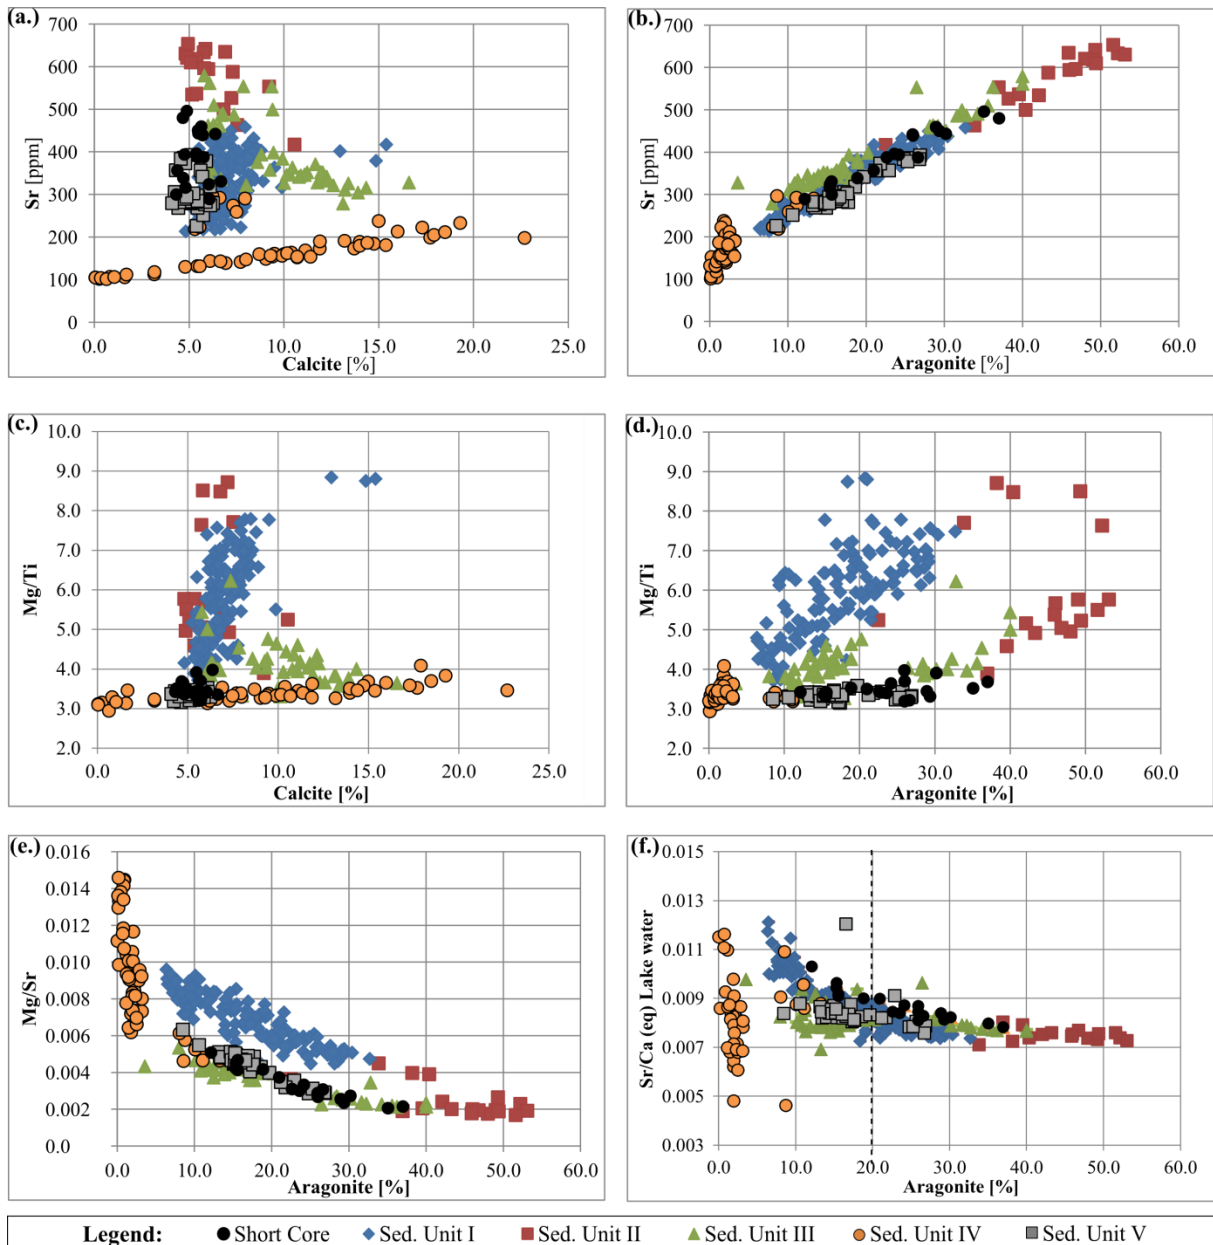 (a.)
700
600
500
400
300
200
100
0
Sr [ppm]
0.0 5.0 10.0 15.0 20.0 25.0
Calcite [%]
(b.)
700
600
500
400
300
200
100
0
Sr [ppm]
0.0 10.0 20.0 30.0 40.0 50.0 60.0
Aragonite [%]
(c.)
10.0
9.0
8.0
7.0
6.0
5.0
4.0
3.0
2.0
Mg/Ti
0.0 5.0 10.0 15.0 20.0 25.0
Calcite [%]
(d.)
10.0
9.0
8.0
7.0
6.0
5.0
4.0
3.0
2.0
Mg/Ti
0.0 10.0 20.0 30.0 40.0 50.0 60.0
Aragonite [%]
(e.)
0.016
0.014
0.012
0.010
0.008
0.006
0.004
0.002
0.0
Mg/Sr
0.0 10.0 20.0 30.0 40.0 50.0 60.0
Aragonite [%]
(f.)
0.015
0.013
0.011
0.009
0.007
0.005
0.003
Sr/Ca (eq) Lake water
0.0 10.0 20.0 30.0 40.0 50.0 60.0
Aragonite [%]
Legend: Short Core Sed. Unit I Sed. Unit II Sed. Unit III Sed. Unit IV Sed. Unit V